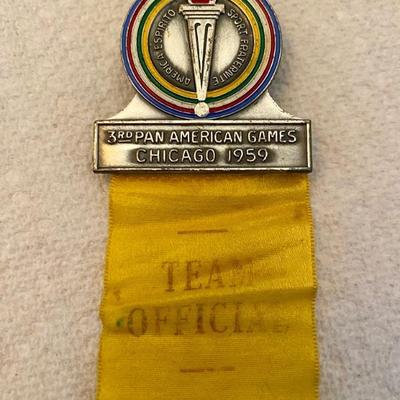 AMERICA ESPIRITO SPORT FRATERNITE
3RD PAN AMERICAN GAMES
CHICAGO 1959
TEAM
OFFICIAL